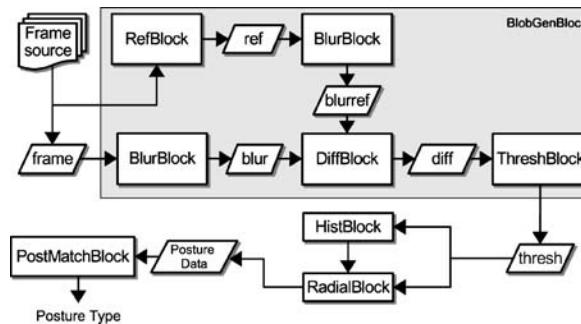 Frame
source
RefBlock
ref
BlurBlock
BlobGenBlock
blurref
frame
BlurBlock
blur
DiffBlock
diff
ThreshBlock
HistBlock
thresh
PostMatchBlock
Posture
Data
RadialBlock
Posture Type